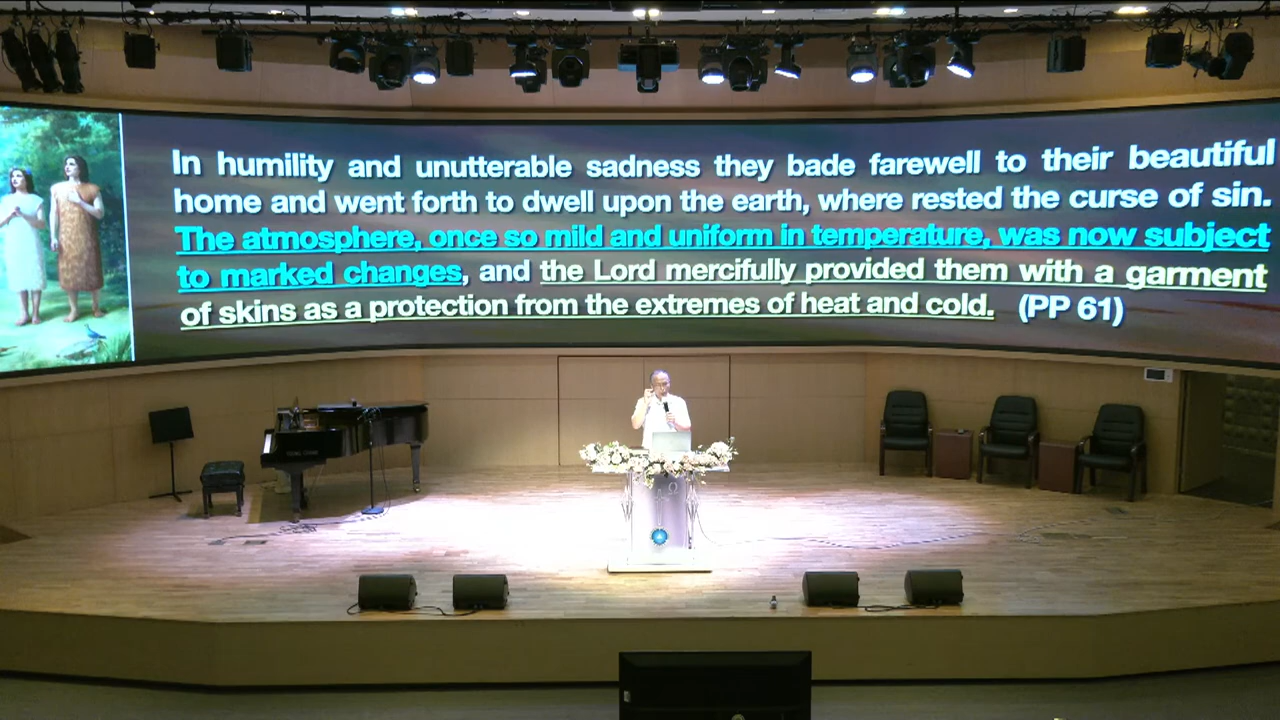 In humility and unutterable sadness they bade farewell to their beautiful
home and went forth to dwell upon the earth, where rested the curse of sin.
The atmosphere, once so mild and uniform in temperature, was now subject
to marked changes, and the Lord mercifully provided them with a garment
of skins as a protection from the extremes of heat and cold. (PP 61)